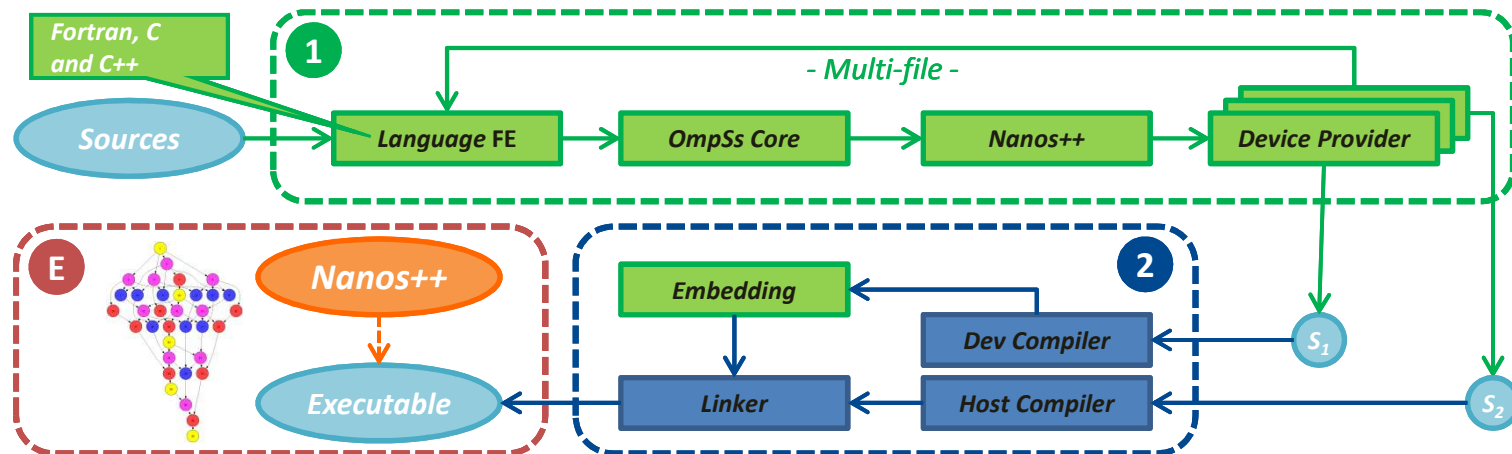 Fortran, C
and C++
1
- Multi-file -
Sources
Language FE
OmpSs Core
Nanos++
Device Provider
E
Nanos++
2
Embedding
Dev Compiler
S1
Executable
Linker
Host Compiler
S2